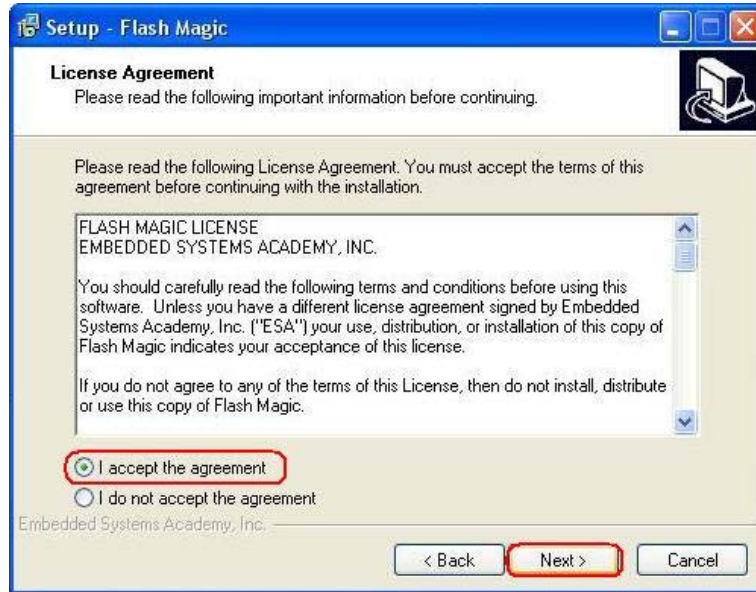 Setup - Flash Magic
License Agreement
Please read the following important information before continuing.
Please read the following License Agreement. You must accept the terms of this
agreement before continuing with the installation.
FLASH MAGIC LICENSE
EMBEDDED SYSTEMS ACADEMY, INC.
You should carefully read the following terms and conditions before using this
software.  Unless you have a different license agreement signed by Embedded
Systems Academy, Inc. ("ESA") your use, distribution, or installation of this copy of
Flash Magic indicates your acceptance of this license.
If you do not agree to any of the terms of this License, then do not install, distribute
or use this copy of Flash Magic.
I accept the agreement
I do not accept the agreement
Embedded Systems Academy, Inc.
< Back Next > Cancel